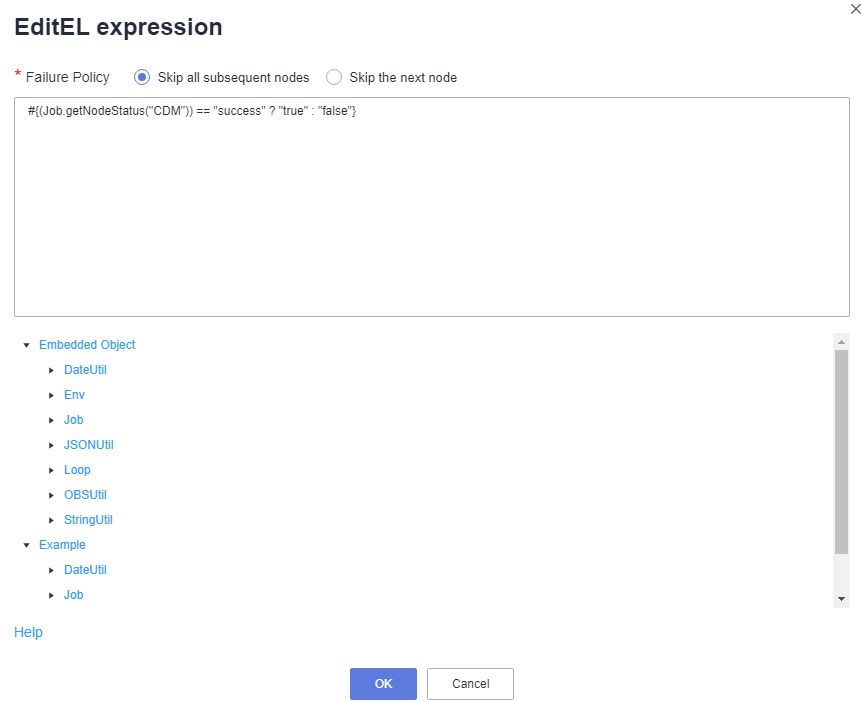 EditEL expression
* Failure Policy Skip all subsequent nodes Skip the next node
#{(Job.getNodeStatus("CDM")) == "success" ? "true" : "false"}
Embedded Object
DateUtil
Env
Job
JSONUtil
Loop
OBSUtil
StringUtil
Example
DateUtil
Job
Help
OK Cancel